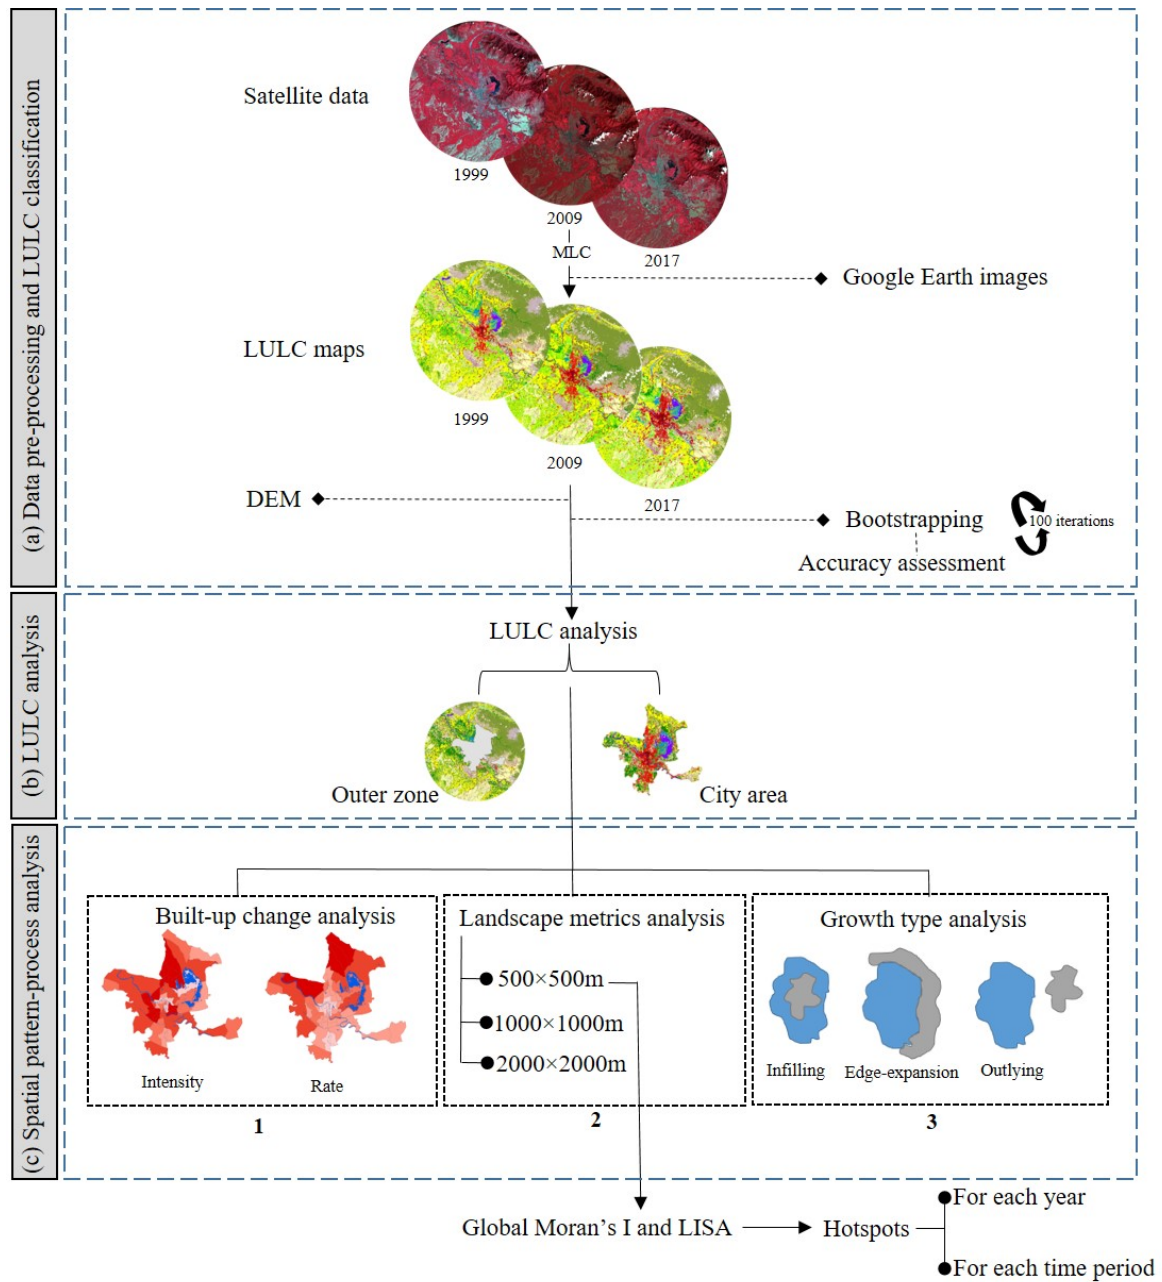 (a) Data pre-processing and LULC classification
Satellite data
1999
2009
2017
MLC
Google Earth images
LULC maps
1999
2009
2017
DEM
Bootstrapping
100 iterations
Accuracy assessment
(b) LULC analysis
LULC analysis
Outer zone
City area
(c) Spatial pattern-process analysis
Built-up change analysis
Intensity
Rate
1
Landscape metrics analysis
500×500m
1000×1000m
2000×2000m
2
Growth type analysis
Infilling
Edge-expansion
Outlying
3
Global Moran's I and LISA
Hotspots
For each year
For each time period